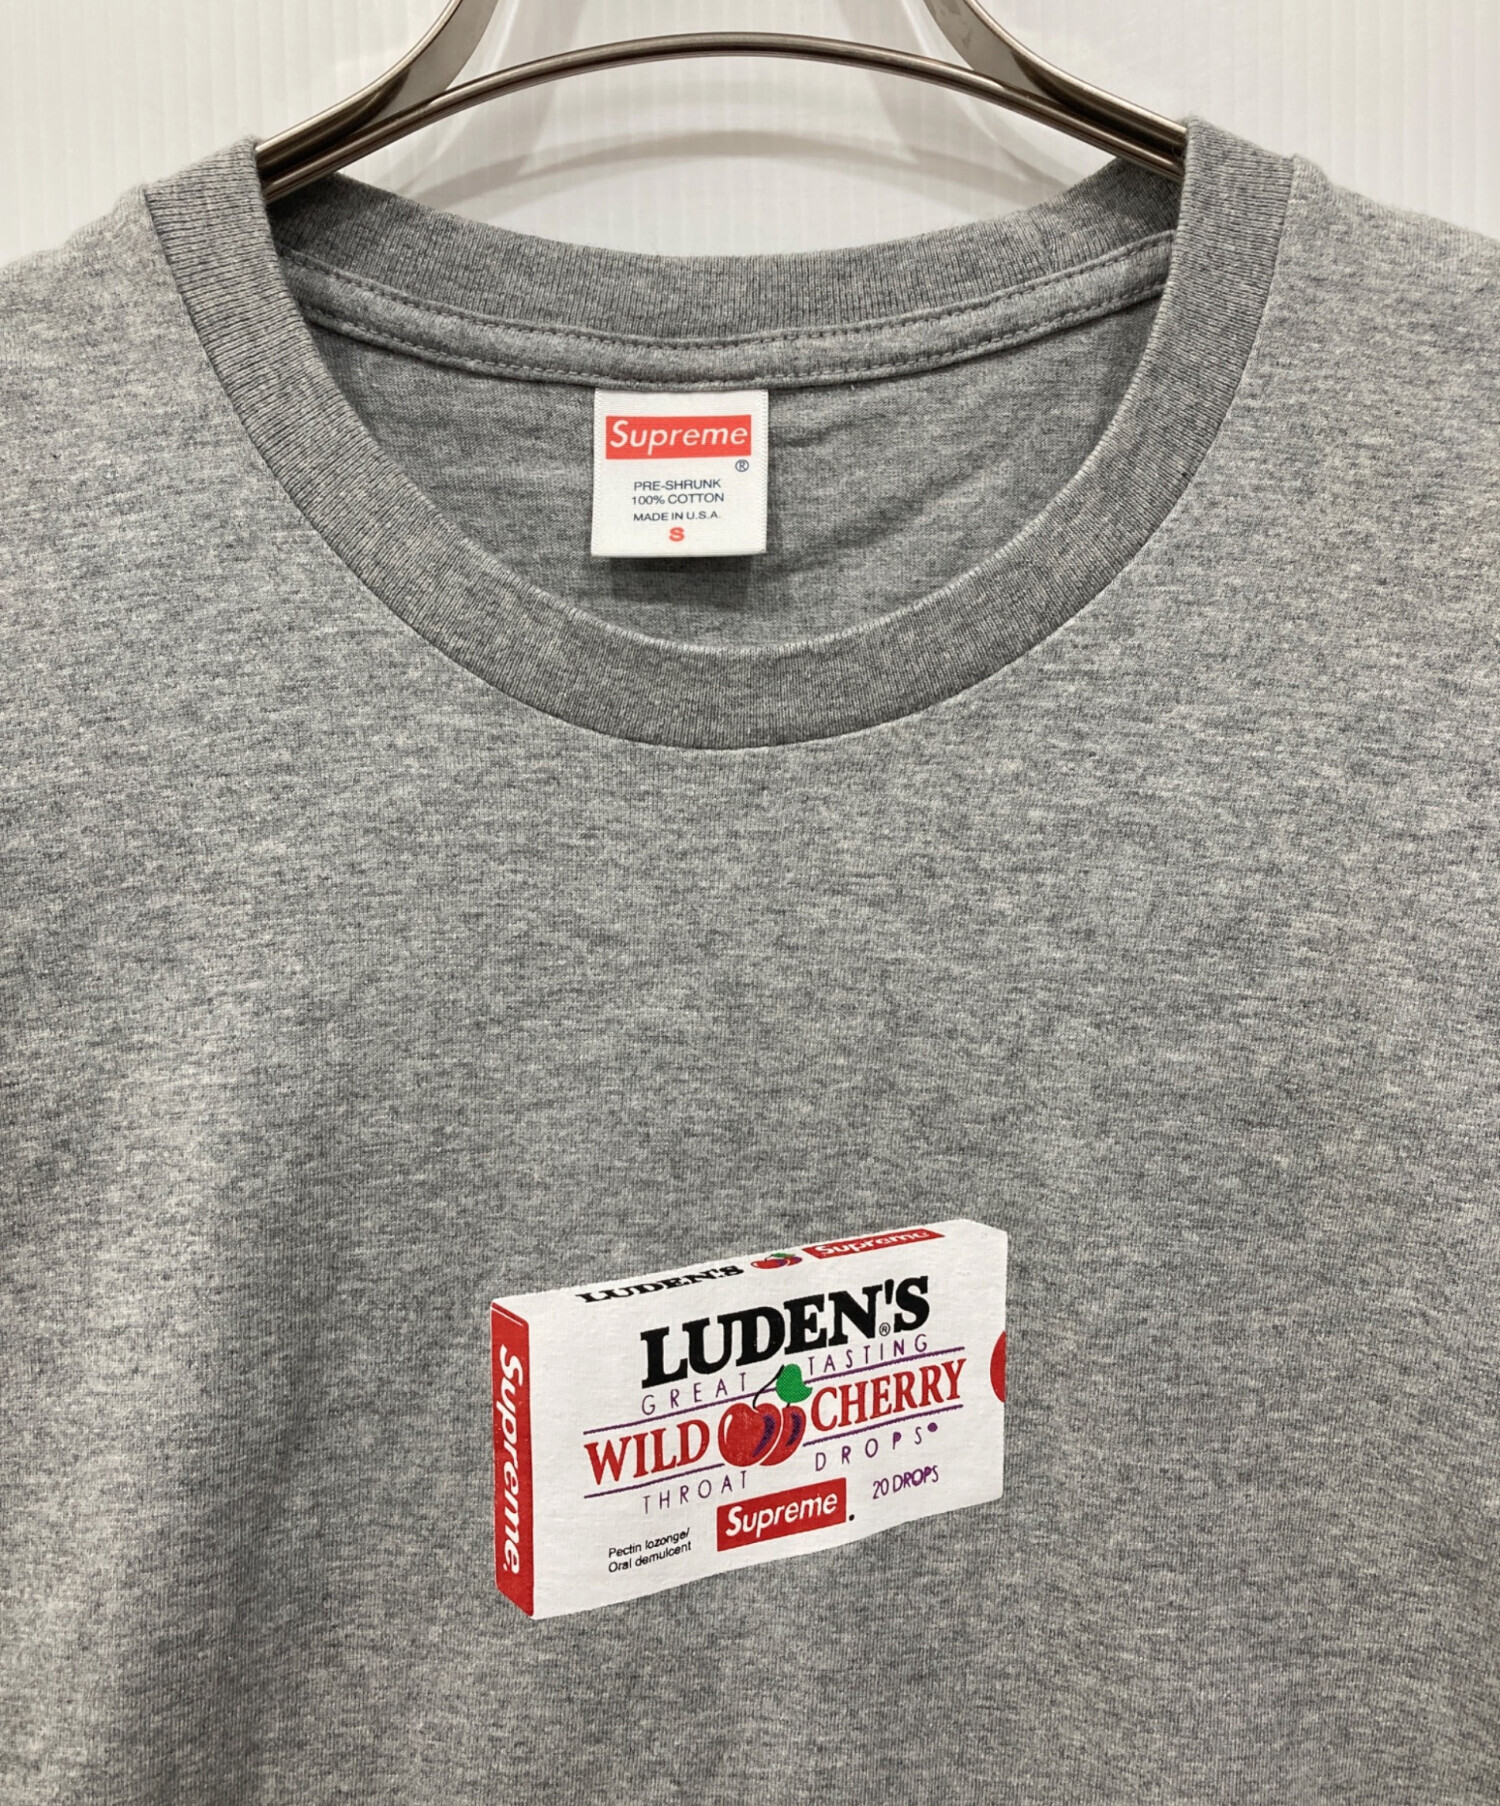 Supreme
®
PRE-SHRUNK
100% COTTON
MADE IN U.S.A.
S
LUDEN'S Supreme
LUDEN'S®
GREAT TASTING
WILD CHERRY
THROAT DROPS
Supreme
20 DROPS
Pectin lozonge/
Oral demulcent
Supreme